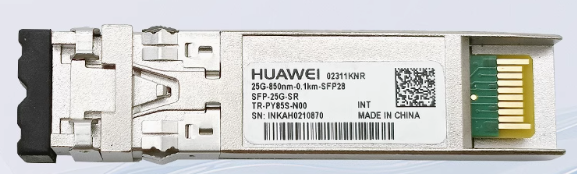 HUAWEI 02311KNR
25G-850nm-0.1km-SFP28
SFP-25G-SR
TR-PY85S-N00 INT
SN: INKAH0210870 MADE IN CHINA